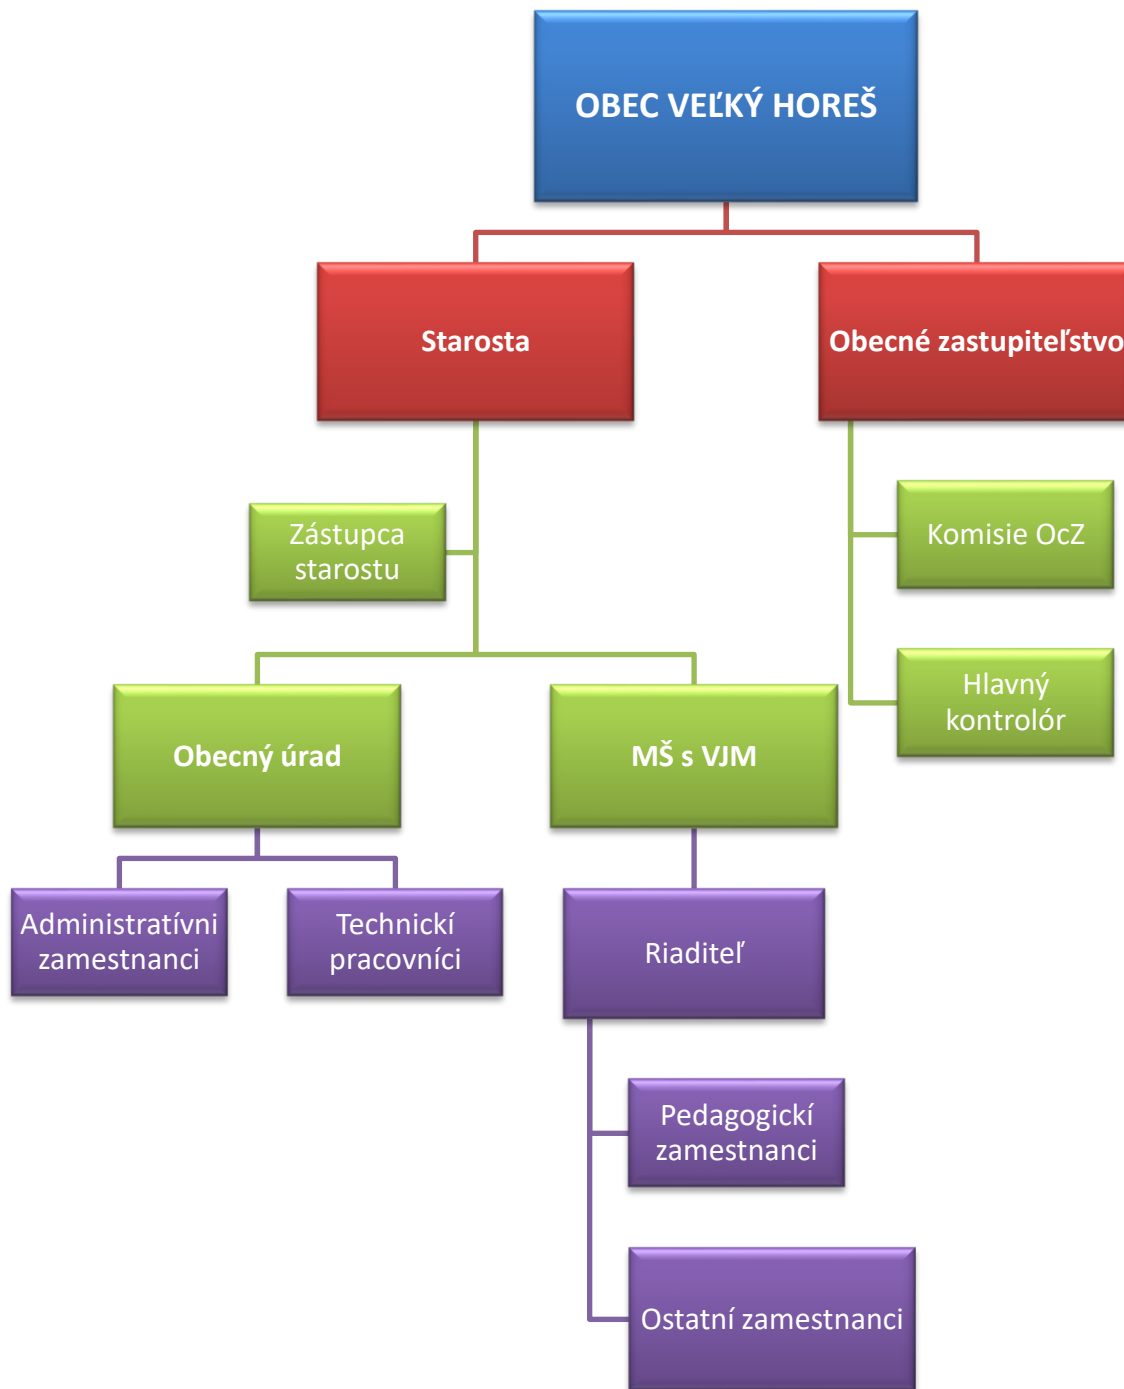 OBEC VEĽKÝ HOREŠ
Starosta
Obecné zastupiteľstvo
Zástupca
starostu
Komisie OcZ
Hlavný
kontrolór
Obecný úrad
MŠ s VJM
Administratívni
zamestnanci
Technickí
pracovníci
Riaditeľ
Pedagogickí
zamestnanci
Ostatní zamestnanci